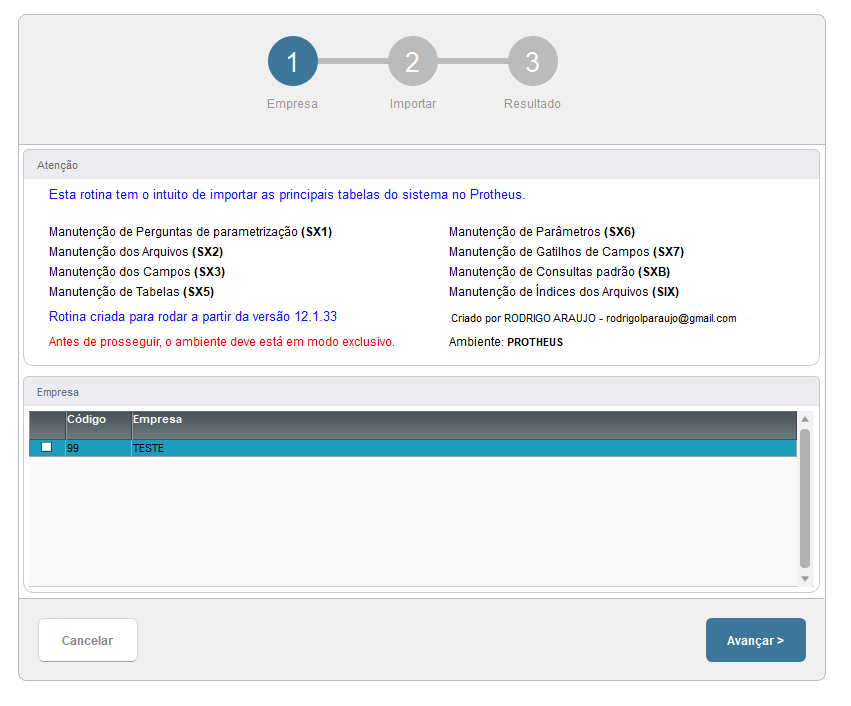 1
2
3
Empresa
Importar
Resultado
Atenção
Esta rotina tem o intuito de importar as principais tabelas do sistema no Protheus.
Manutenção de Perguntas de parametrização (SX1)
Manutenção de Parâmetros (SX6)
Manutenção dos Arquivos (SX2)
Manutenção de Gatilhos de Campos (SX7)
Manutenção dos Campos (SX3)
Manutenção de Consultas padrão (SXB)
Manutenção de Tabelas (SX5)
Manutenção de Índices dos Arquivos (SIX)
Rotina criada para rodar a partir da versão 12.1.33
Criado por RODRIGO ARAUJO - rodrigolparaujo@gmail.com
Antes de prosseguir, o ambiente deve está em modo exclusivo.
Ambiente: PROTHEUS
Empresa
Código Empresa
99 TESTE
Cancelar
Avançar >